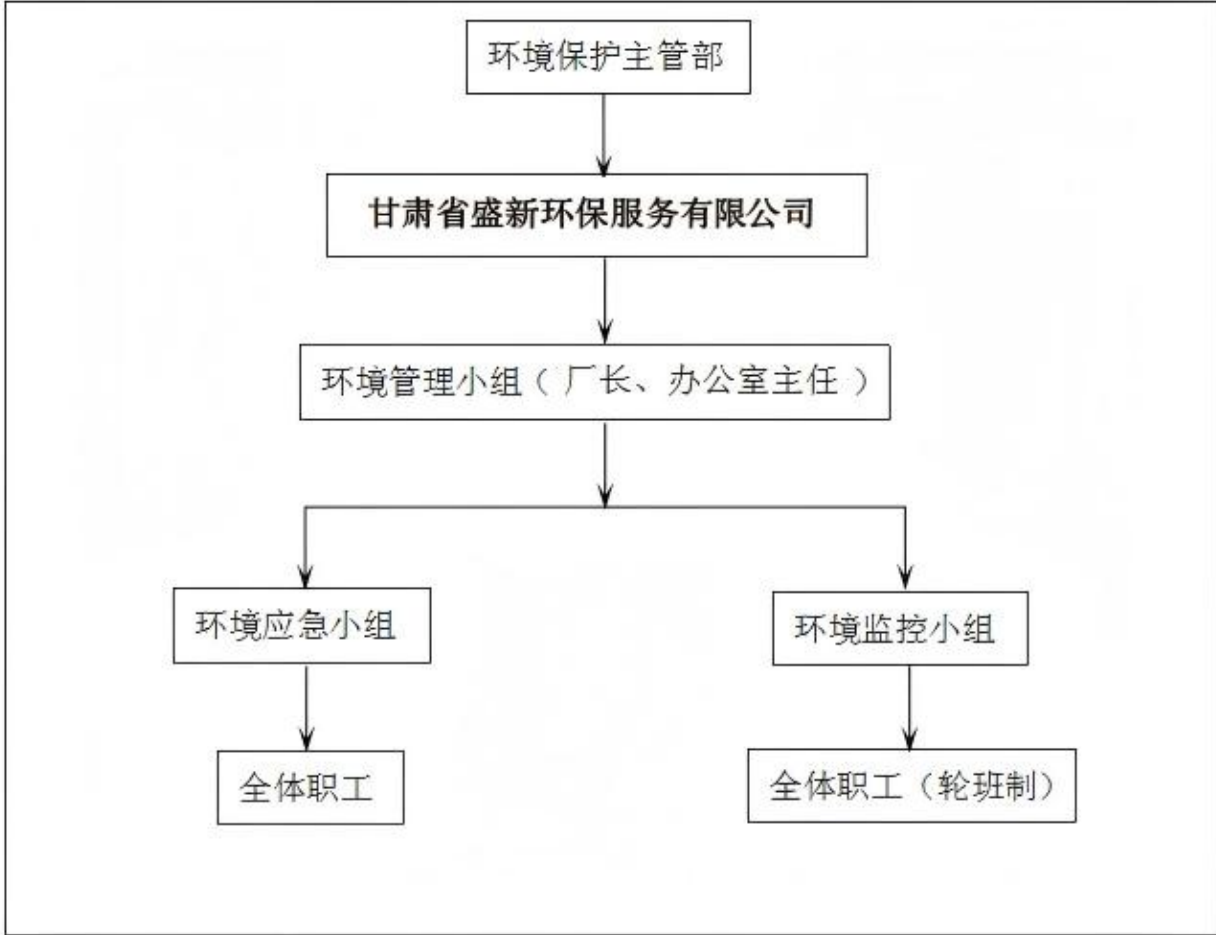 环境保护主管部
甘肃省盛新环保服务有限公司
环境管理小组（厂长、办公室主任）
环境应急小组
环境监控小组
全体职工
全体职工（轮班制）